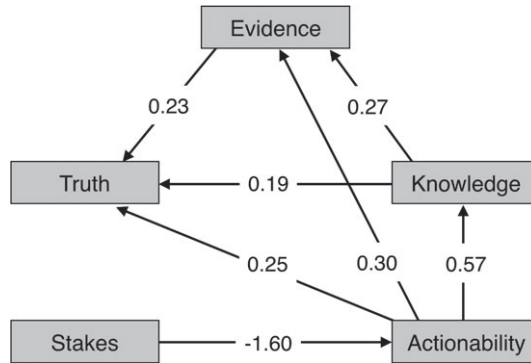 Evidence
0.23
0.27
Truth
0.19
Knowledge
0.25
0.30
0.57
Stakes
-1.60
Actionability